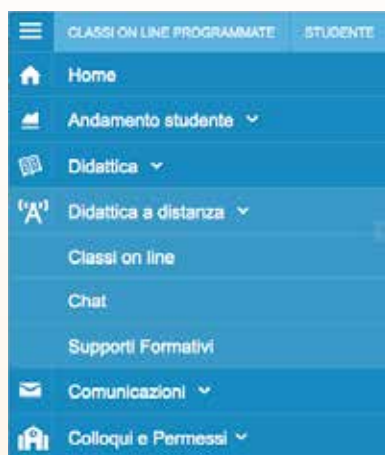 CLASSI ON LINE PROGRAMMATE STUDENTE
Home
Andamento studente
Didattica
Didattica a distanza
Classi on line
Chat
Supporti Formativi
Comunicazioni
Colloqui e Permessi